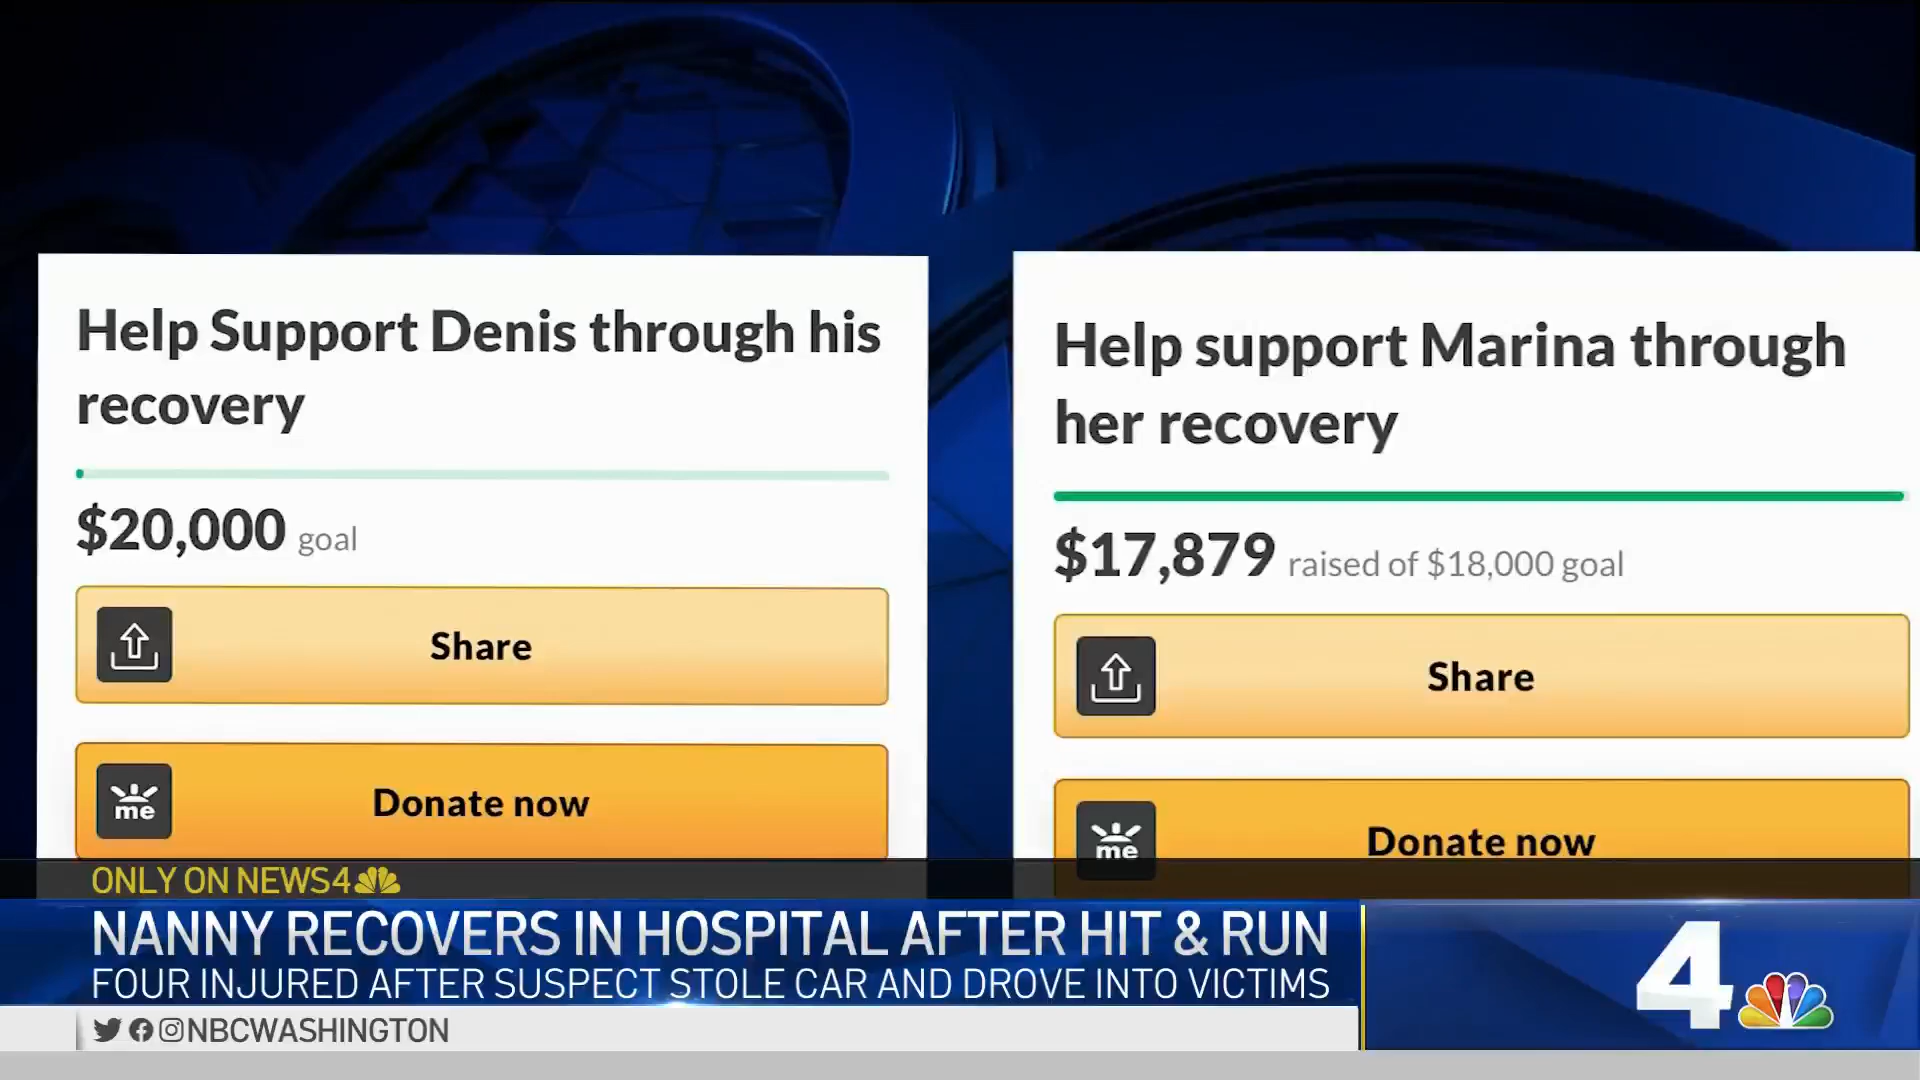 Help Support Denis through his
recovery
$20,000 goal
Share
me
Donate now
Help support Marina through
her recovery
$17,879 raised of $18,000 goal
Share
me
Donate now
ONLY ON NEWS4
NANNY RECOVERS IN HOSPITAL AFTER HIT & RUN
FOUR INJURED AFTER SUSPECT STOLE CAR AND DROVE INTO VICTIMS
NBCWASHINGTON
4